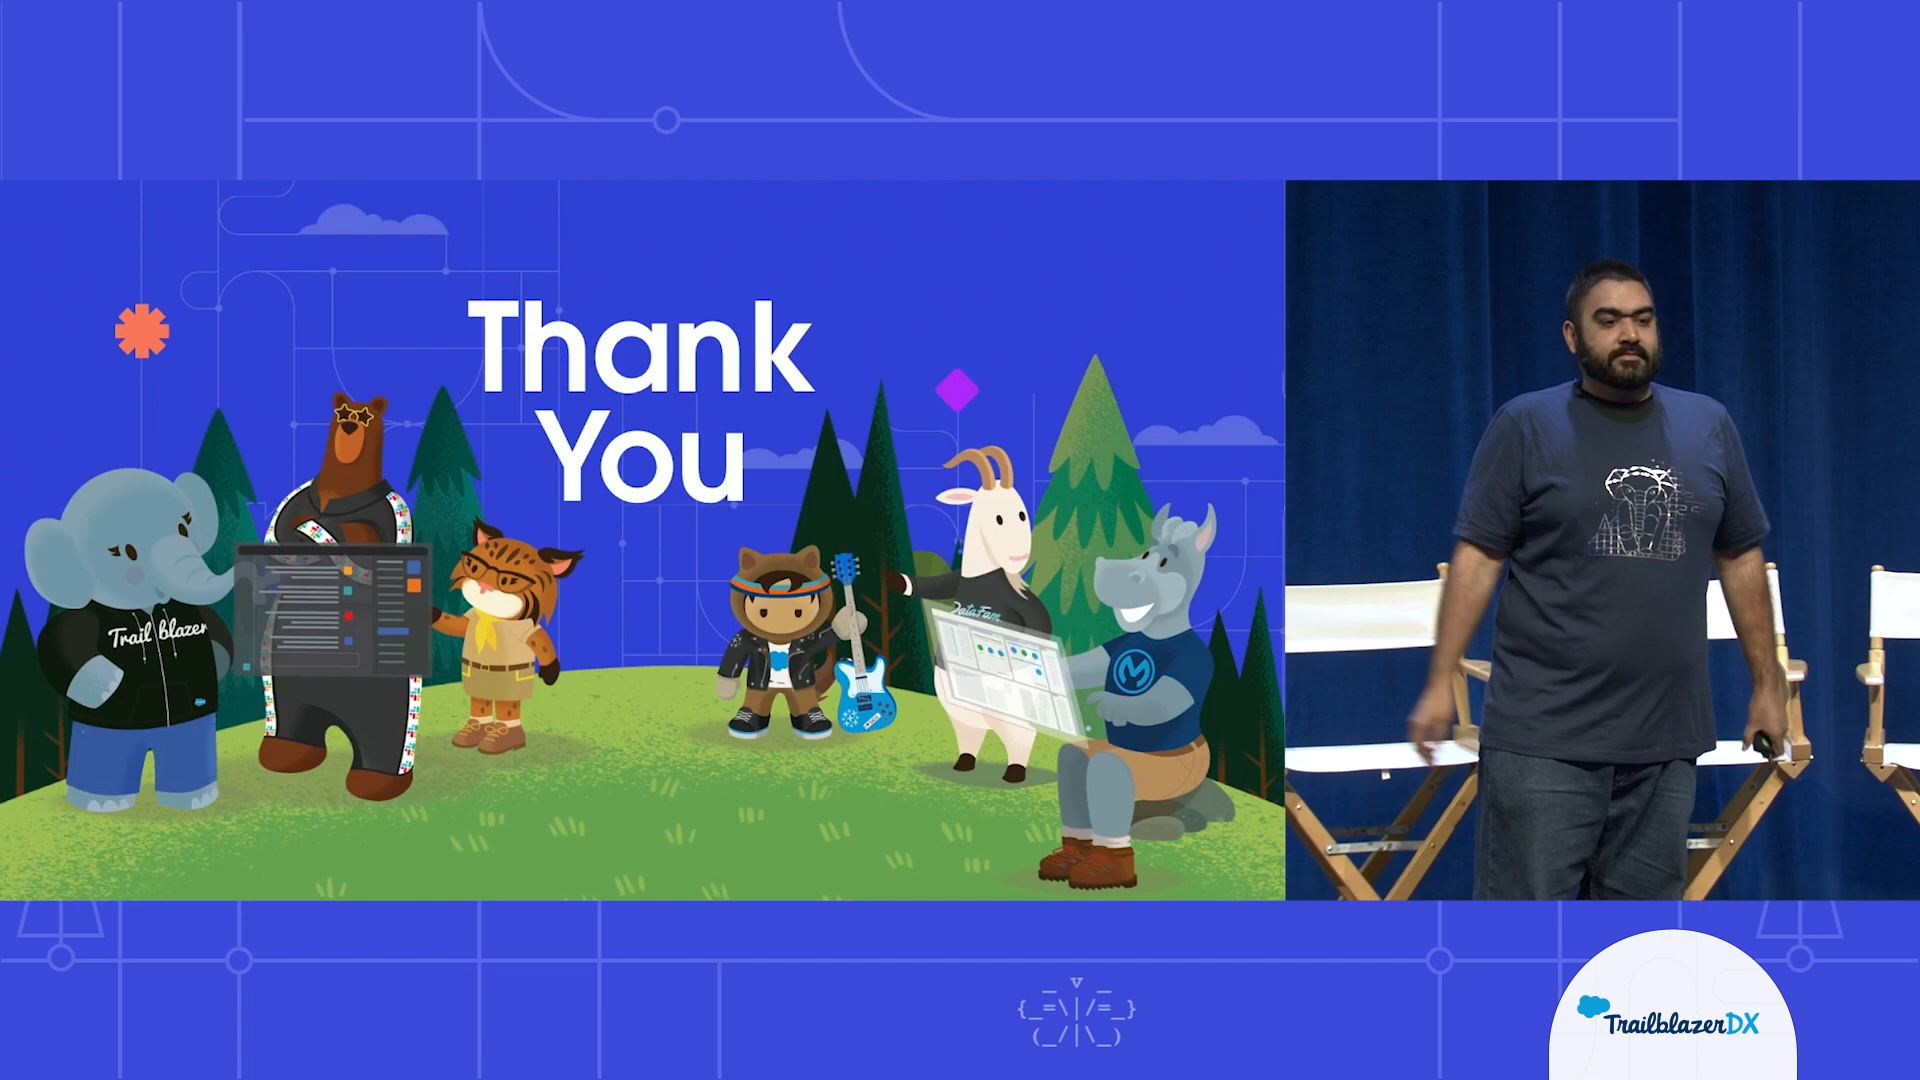 Thank
You
Trail blazer
DataFam
{_=\|/=_}
(_/|\_)
TrailblazerDX